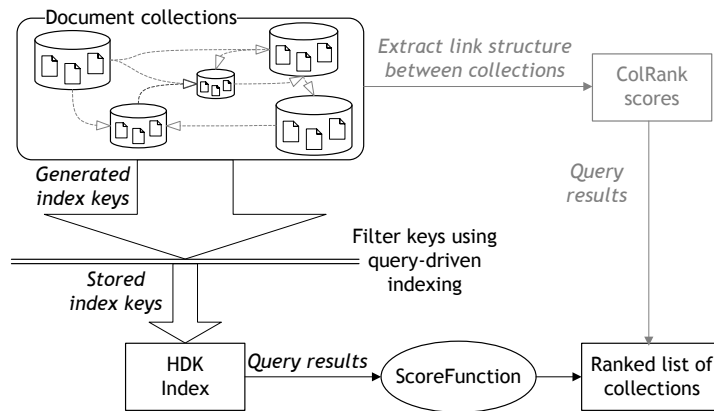 Document collections
Extract link structure
between collections
ColRank
scores
Generated
index keys
Query
results
Filter keys using
query-driven
indexing
Stored
index keys
HDK
Index
Query results
ScoreFunction
Ranked list of
collections